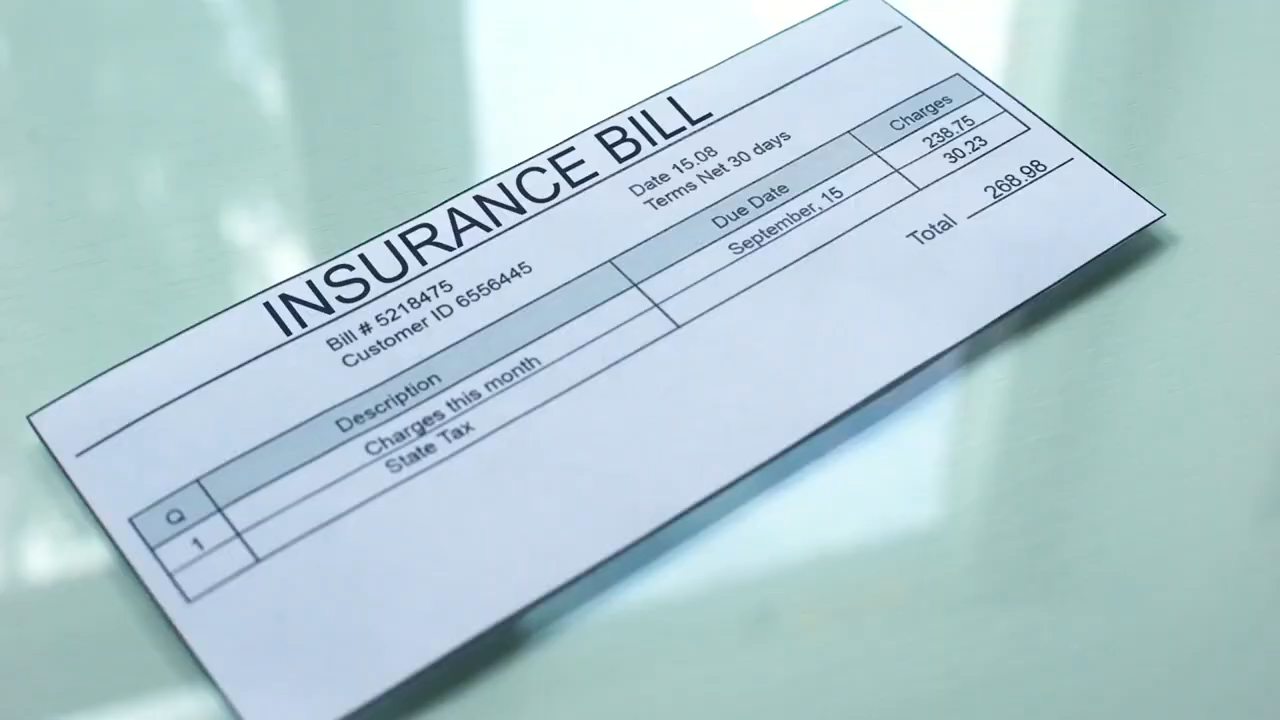 INSURANCE BILL
Bill # 5218475
Customer ID 6556445
Date 15.08
Terms Net 30 days
Q Description Due Date Charges
1 Charges this month September, 15 238.75
State Tax 30.23
Total 268.98